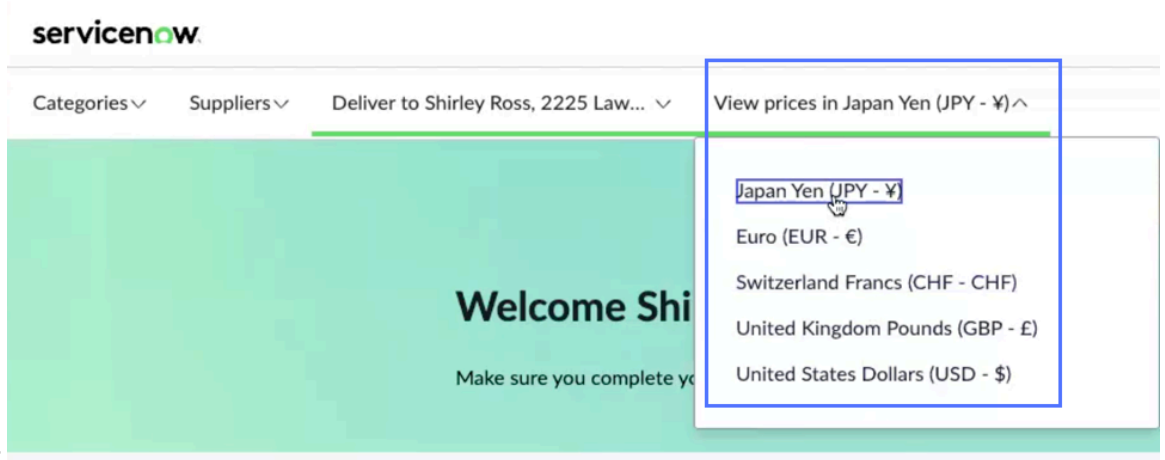 servicenow
Categories
Suppliers
Deliver to Shirley Ross, 2225 Law...
View prices in Japan Yen (JPY - ¥)
Japan Yen (JPY - ¥)
Euro (EUR - €)
Switzerland Francs (CHF - CHF)
United Kingdom Pounds (GBP - £)
United States Dollars (USD - $)
Welcome Shi
Make sure you complete yo